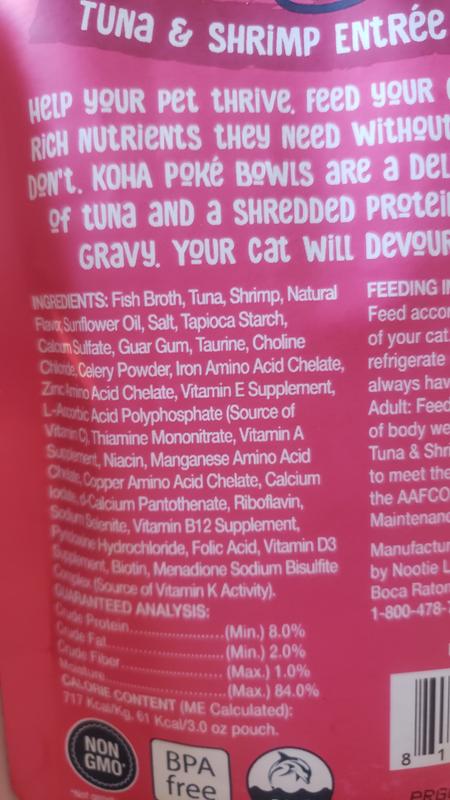 TUNA & SHRIMP ENTRÉE
HELP YOUR PET THRIVE. FEED YOUR
RICH NUTRIENTS THEY NEED WITHOUT
DON'T. KOHA POKÉ BOWLS ARE A DEL
OF TUNA AND A SHREDDED PROTEI
GRAVY. YOUR CAT WILL DEVOUR
INGREDIENTS: Fish Broth, Tuna, Shrimp, Natural
Flavor, Sunflower Oil, Salt, Tapioca Starch,
Calcium Sulfate, Guar Gum, Taurine, Choline
Chloride, Celery Powder, Iron Amino Acid Chelate,
Zinc Amino Acid Chelate, Vitamin E Supplement,
L-Ascorbic Acid Polyphosphate (Source of
Vitamin C), Thiamine Mononitrate, Vitamin A
Supplement, Niacin, Manganese Amino Acid
Chelate, Copper Amino Acid Chelate, Calcium
Iodate, d-Calcium Pantothenate, Riboflavin,
Sodium Selenite, Vitamin B12 Supplement,
Pyridoxine Hydrochloride, Folic Acid, Vitamin D3
Supplement, Biotin, Menadione Sodium Bisulfite
Complex (Source of Vitamin K Activity).
GUARANTEED ANALYSIS:
Crude Protein.....................(Min.) 8.0%
Crude Fat..........................(Min.) 2.0%
Crude Fiber.......................(Max.) 1.0%
Moisture...........................(Max.) 84.0%
CALORIE CONTENT (ME Calculated):
717 Kcal/Kg, 61 Kcal/3.0 oz pouch.
FEEDING I
Feed accor
of your cat
refrigerate
always hav
Adult: Feed
of body we
Tuna & Shr
to meet the
the AAFCO
Maintenanc
Manufactur
by Nootie L
Boca Raton
1-800-478-
NON
GMO
BPA
free
8 1